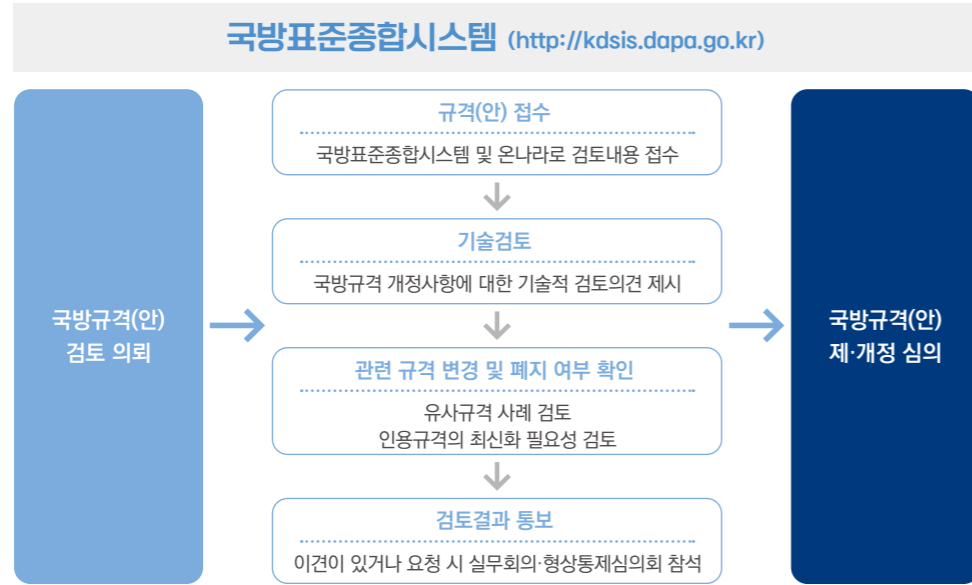 국방표준종합시스템 (http://kdsis.dapa.go.kr)
국방규격(안)
검토 의뢰
규격(안) 접수
국방표준종합시스템 및 온나라로 검토내용 접수
기술검토
국방규격 개정사항에 대한 기술적 검토의견 제시
관련 규격 변경 및 폐지 여부 확인
유사규격 사례 검토
인용규격의 최신화 필요성 검토
검토결과 통보
이견이 있거나 요청 시 실무회의·형상통제심의회 참석
국방규격(안)
제·개정 심의